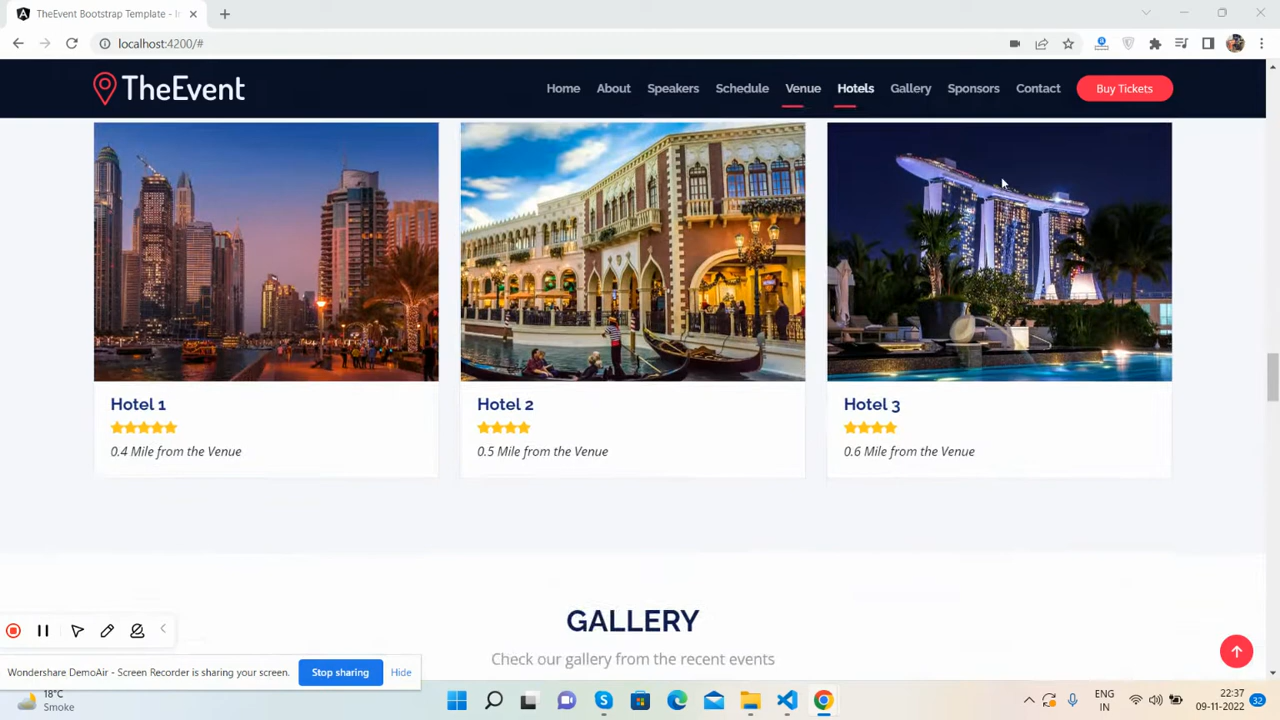 TheEvent Bootstrap Template - I
localhost:4200/#
TheEvent
Home About Speakers Schedule Venue Hotels Gallery Sponsors Contact Buy Tickets
Hotel 1
0.4 Mile from the Venue
Hotel 2
0.5 Mile from the Venue
Hotel 3
0.6 Mile from the Venue
GALLERY
Check our gallery from the recent events
Wondershare DemoAir - Screen Recorder is sharing your screen. Stop sharing Hide
18°C
Smoke
ENG
IN
22:37
09-11-2022
32